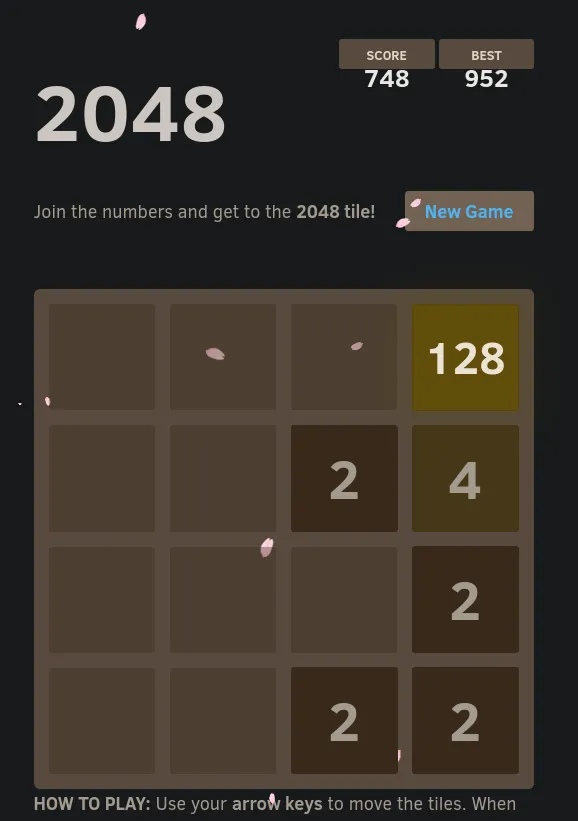 SCORE BEST
748 952
2048
Join the numbers and get to the 2048 tile! New Game
128
2 4
2
2 2
HOW TO PLAY: Use your arrow keys to move the tiles. When